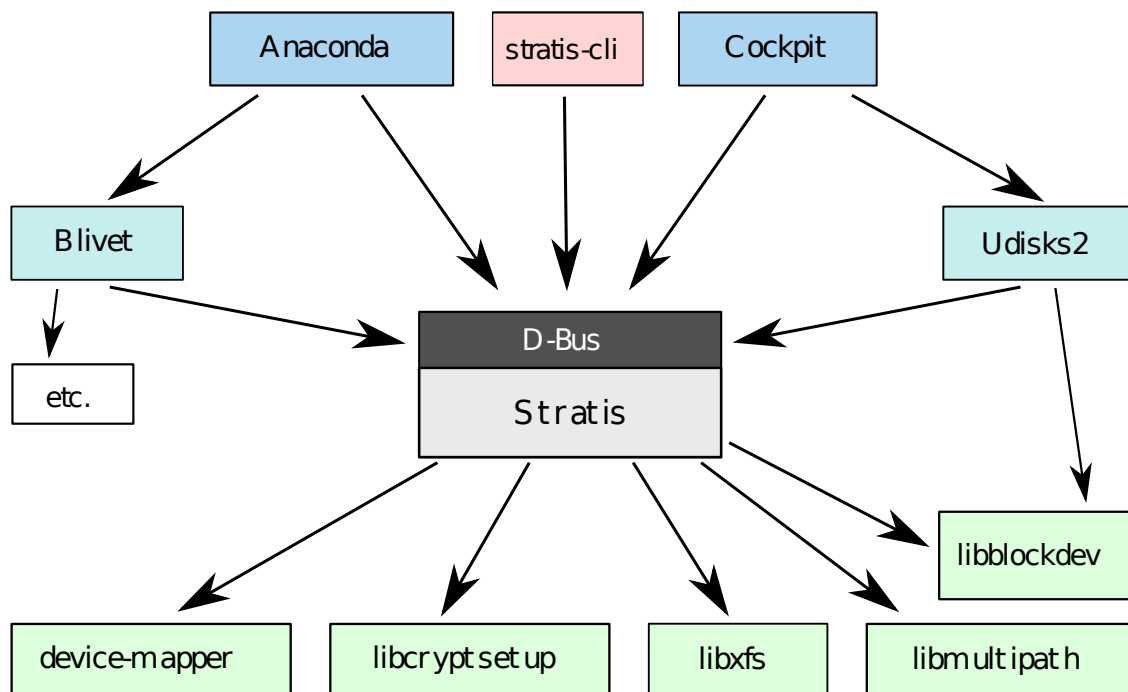 Anaconda
stratis-cli
Cockpit
Blivet
Udisks2
D-Bus
Stratis
etc.
libblockdev
device-mapper
libcryptsetup
libxfs
libmultipath